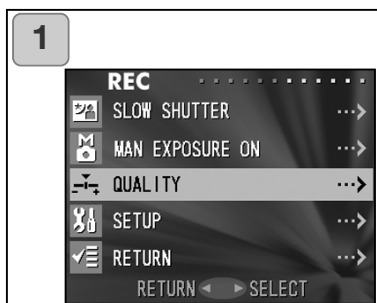 1
REC
SLOW SHUTTER
MAN EXPOSURE ON
QUALITY
SETUP
RETURN
RETURN SELECT